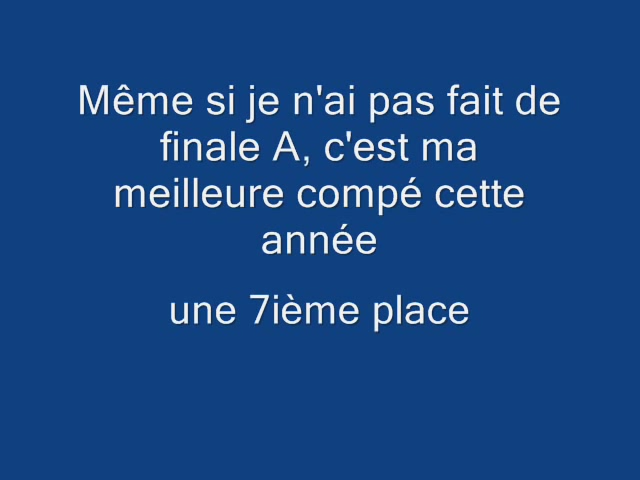 Même si je n'ai pas fait de
finale A, c'est ma
meilleure compé cette
année
une 7ième place